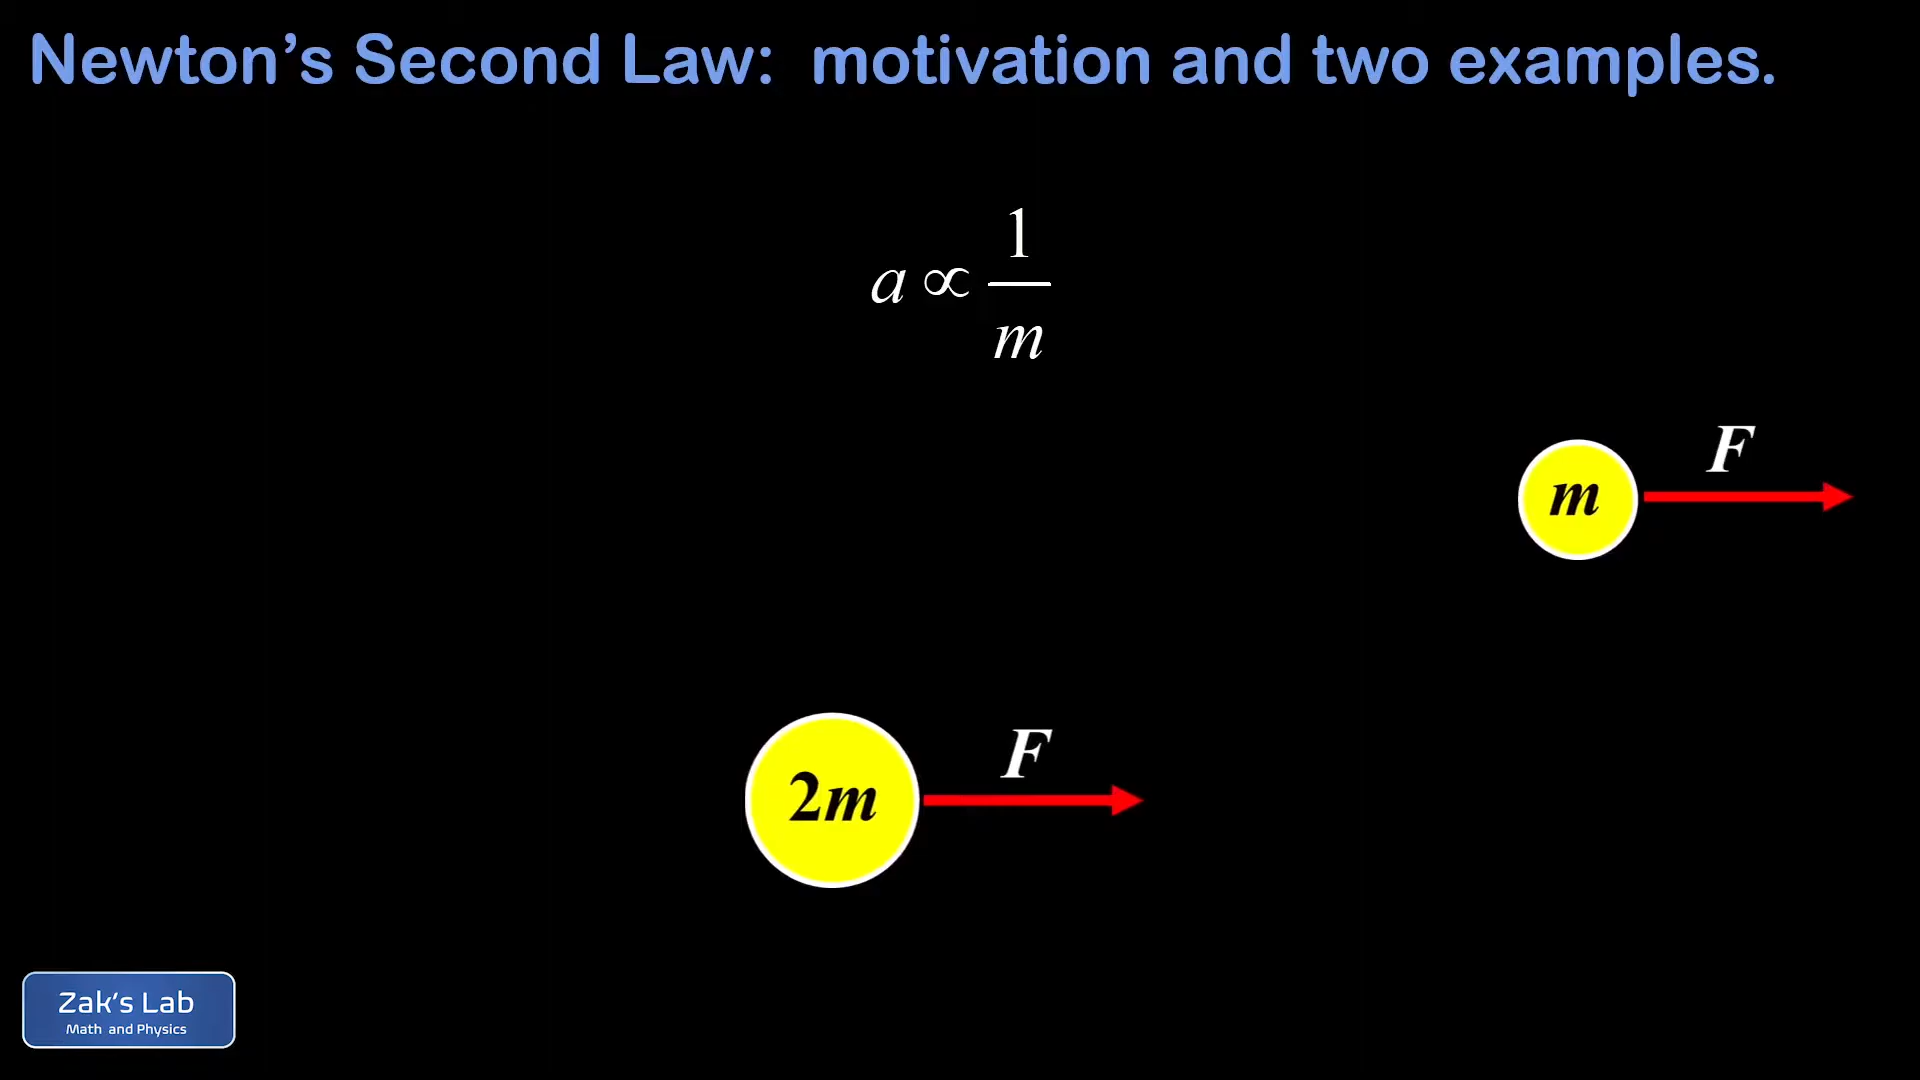 Newton’s Second Law:  motivation and two examples.
a ∝ 1/m
F
m
F
2m
Zak’s Lab
Math and Physics